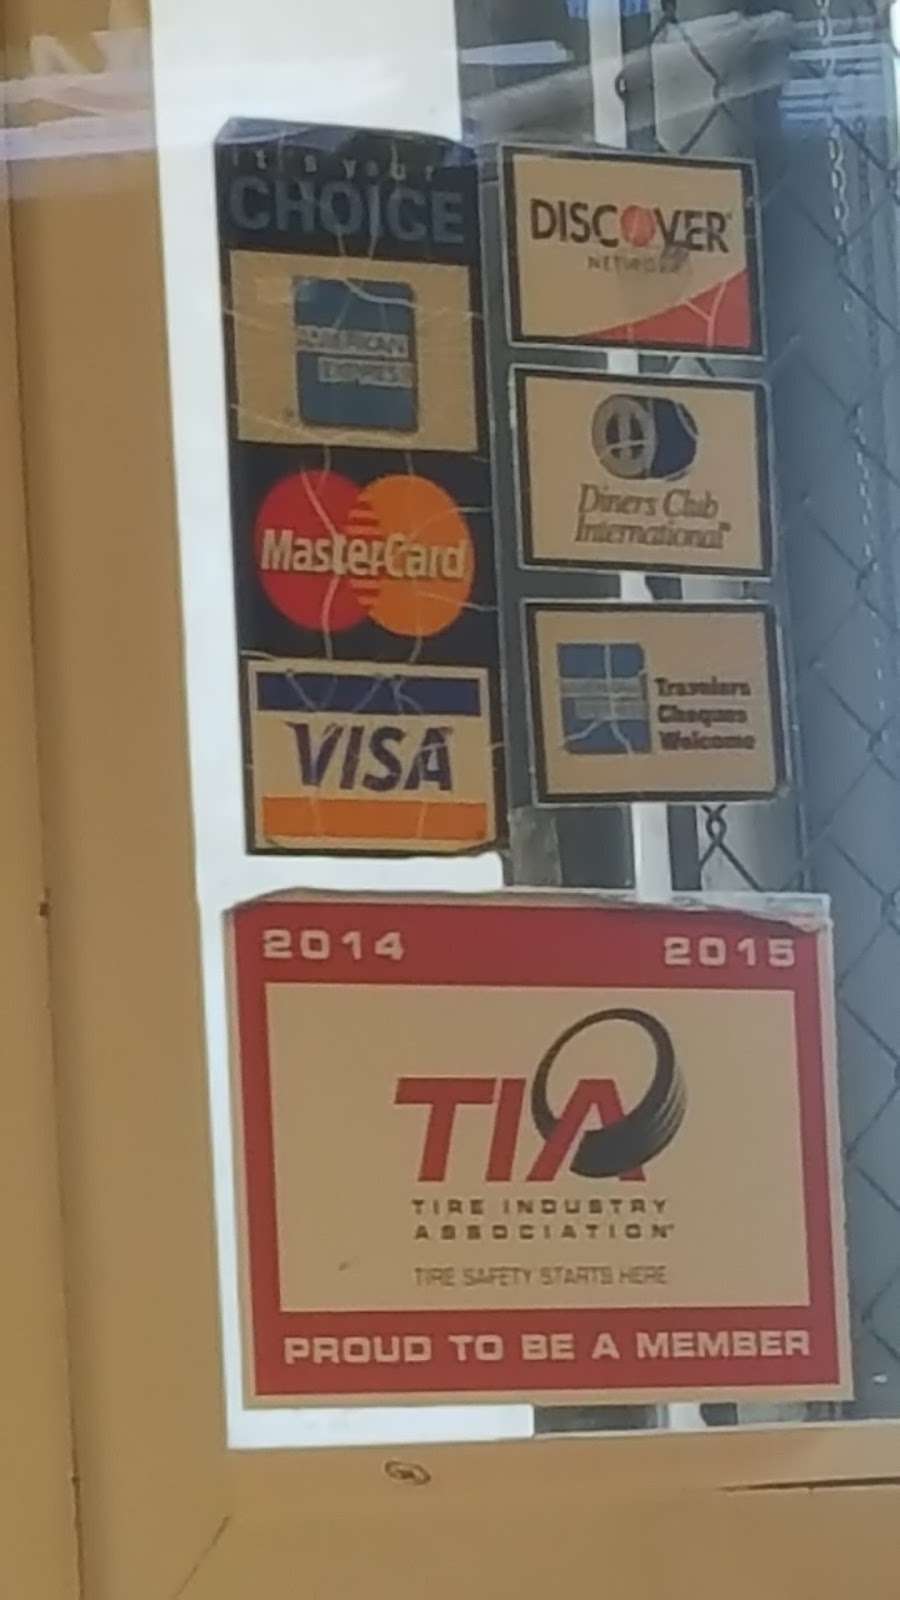 it's your
CHOICE
AMERICAN
EXPRESS
MasterCard
VISA
DISCOVER
NETWORK
Diners Club
International
Travelers
Cheques
Welcome
2014 2015
TIA
TIRE INDUSTRY
ASSOCIATION
TIRE SAFETY STARTS HERE
PROUD TO BE A MEMBER